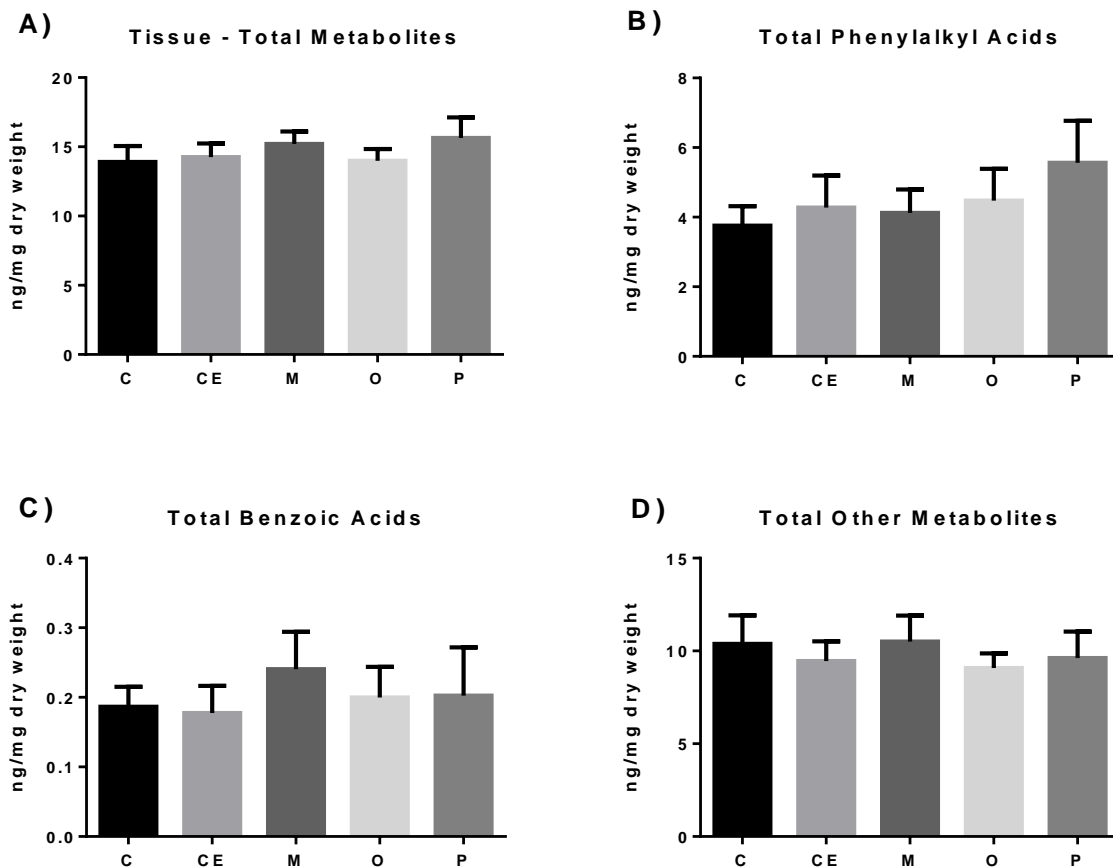 A)
Tissue - Total Metabolites
ng/mg dry weight
20
15
10
5
0
C CE M O P
B)
Total Phenylalkyl Acids
ng/mg dry weight
8
6
4
2
0
C CE M O P
C)
Total Benzoic Acids
ng/mg dry weight
0.4
0.3
0.2
0.1
0.0
C CE M O P
D)
Total Other Metabolites
ng/mg dry weight
15
10
5
0
C CE M O P